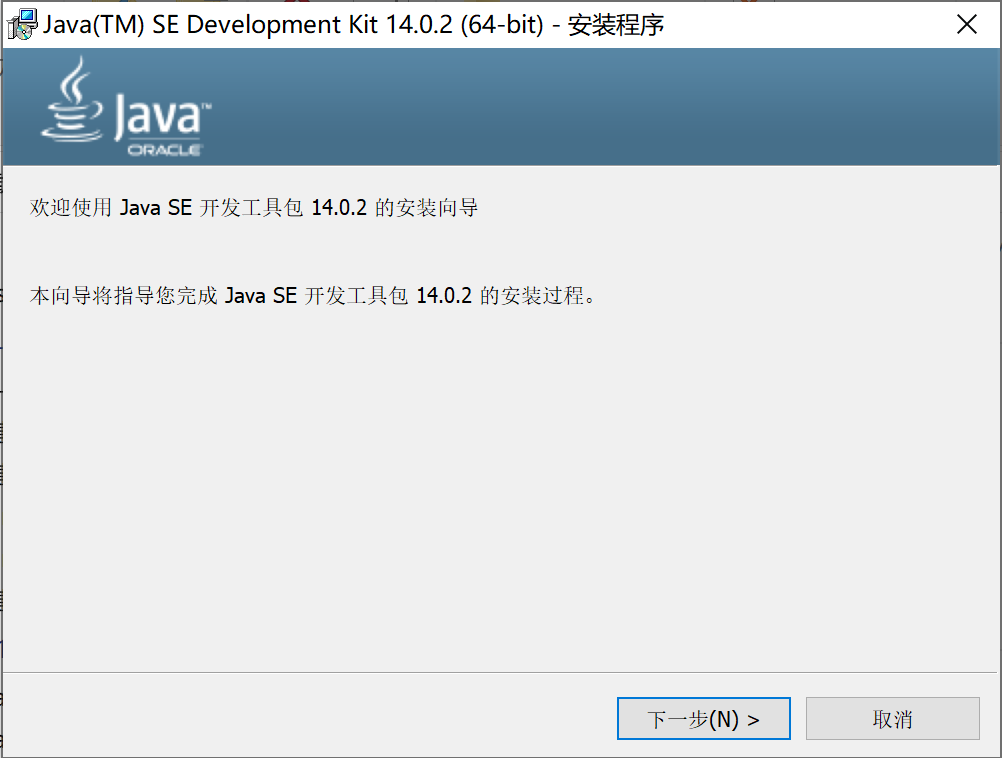 Java(TM) SE Development Kit 14.0.2 (64-bit) - 安装程序
Java™
ORACLE
欢迎使用 Java SE 开发工具包 14.0.2 的安装向导
本向导将指导您完成 Java SE 开发工具包 14.0.2 的安装过程。
下一步(N) >
取消